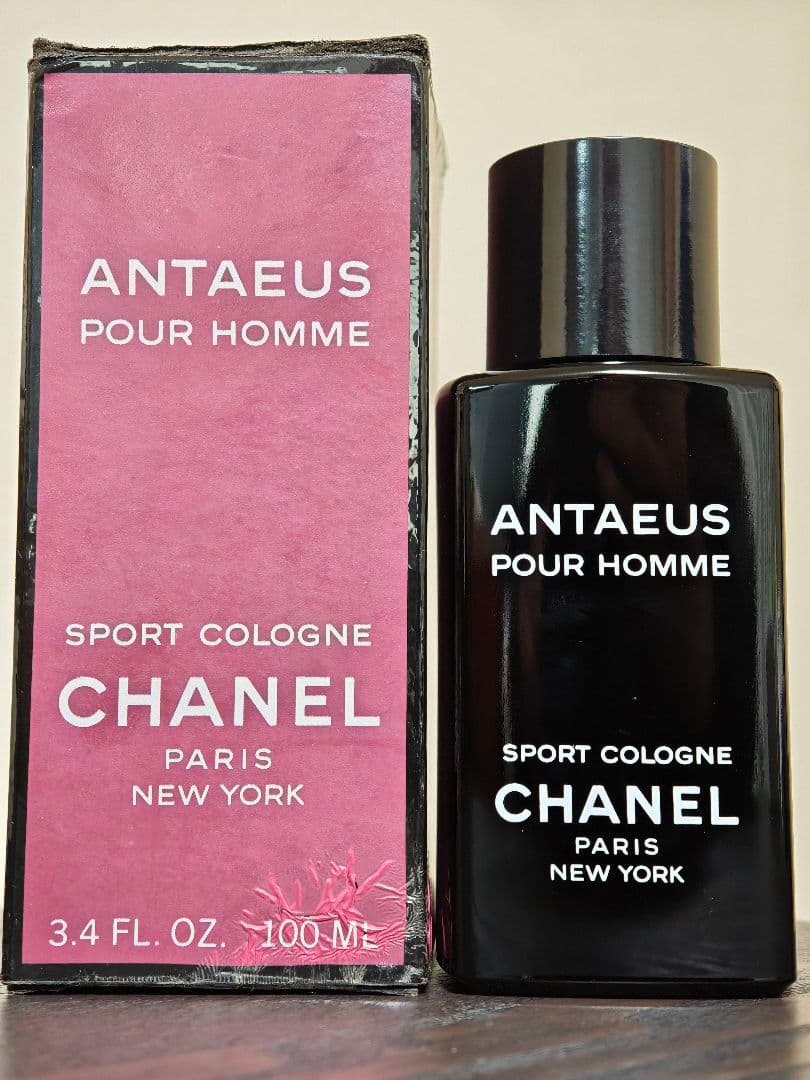 ANTAEUS
POUR HOMME
SPORT COLOGNE
CHANEL
PARIS
NEW YORK
3.4 FL. OZ. 100 ML
ANTAEUS
POUR HOMME
SPORT COLOGNE
CHANEL
PARIS
NEW YORK